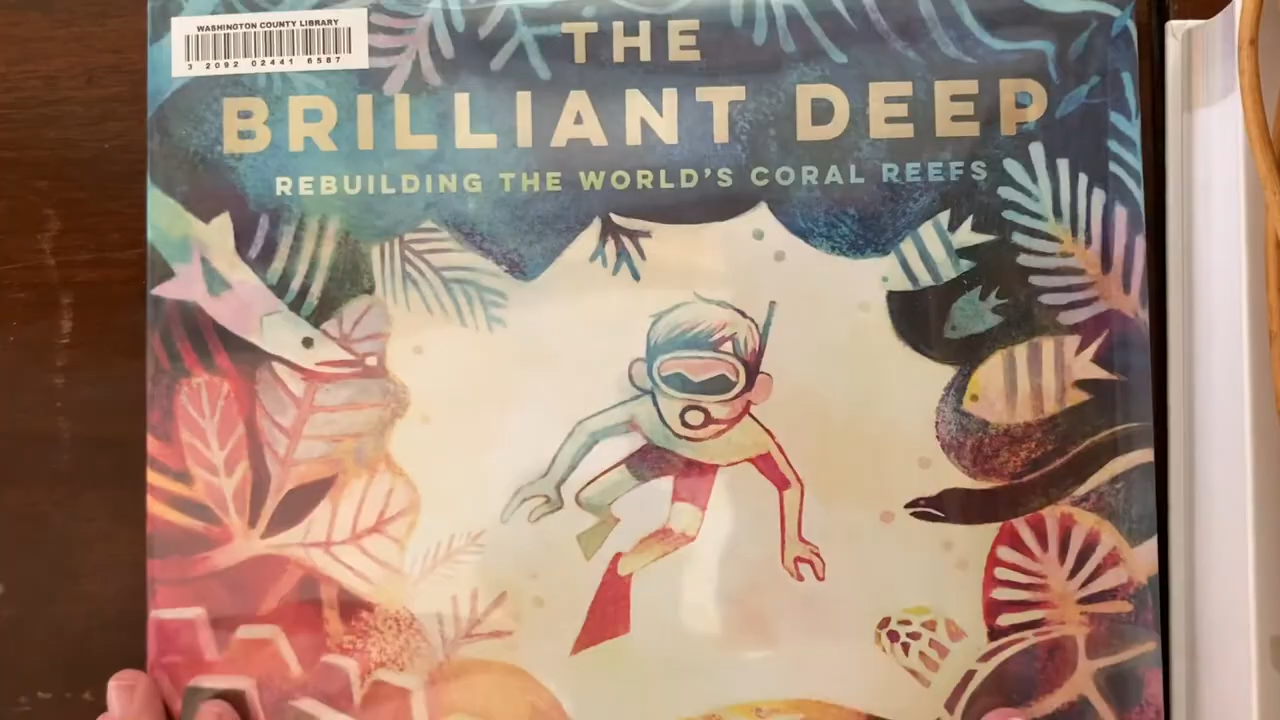 WASHINGTON COUNTY LIBRARY
3 2092 02441 6587
THE
BRILLIANT DEEP
REBUILDING THE WORLD'S CORAL REEFS